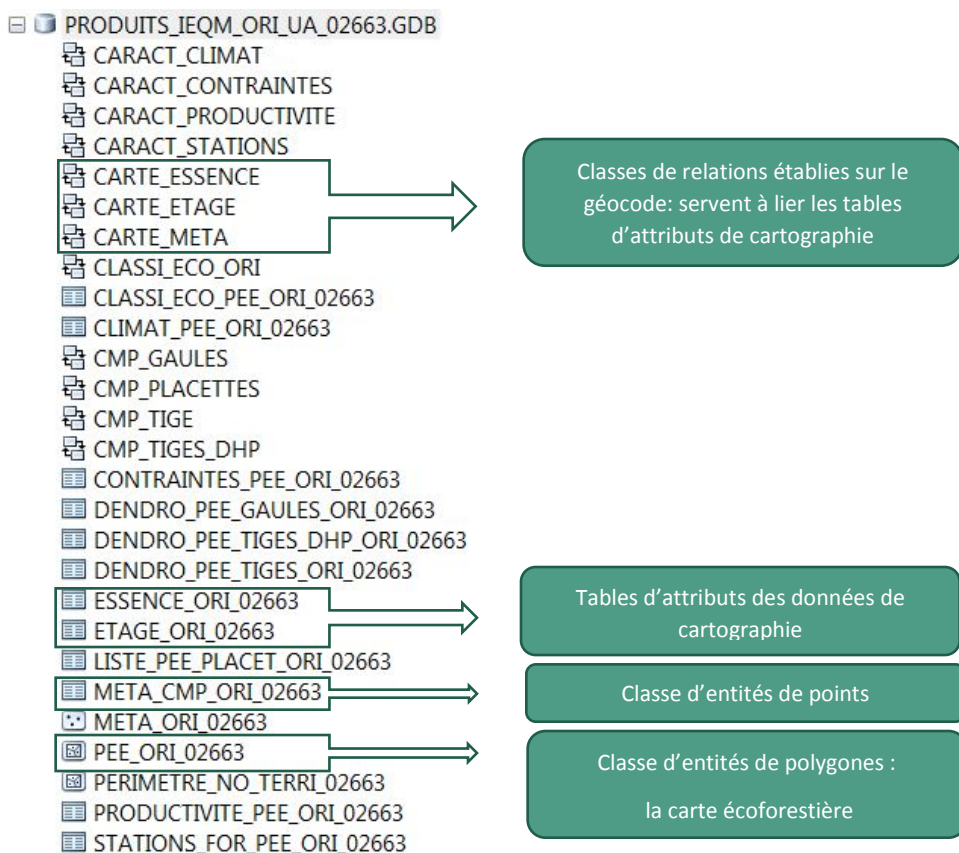 PRODUITS_IEQM_ORI_UA_02663.GDB
CARACT_CLIMAT
CARACT_CONTRAINTES
CARACT_PRODUCTIVITE
CARACT_STATIONS
CARTE_ESSENCE
CARTE_ETAGE
CARTE_META
CLASSI_ECO_ORI
CLASSI_ECO_PEE_ORI_02663
CLIMAT_PEE_ORI_02663
CMP_GAULES
CMP_PLACETTES
CMP_TIGE
CMP_TIGES_DHP
CONTRAINTES_PEE_ORI_02663
DENDRO_PEE_GAULES_ORI_02663
DENDRO_PEE_TIGES_DHP_ORI_02663
DENDRO_PEE_TIGES_ORI_02663
ESSENCE_ORI_02663
ETAGE_ORI_02663
LISTE_PEE_PLACET_ORI_02663
META_CMP_ORI_02663
META_ORI_02663
PEE_ORI_02663
PERIMETRE_NO_TERRI_02663
PRODUCTIVITE_PEE_ORI_02663
STATIONS_FOR_PEE_ORI_02663
Classes de relations établies sur le
géocode: servent à lier les tables
d’attributs de cartographie
Tables d’attributs des données de
cartographie
Classe d’entités de points
Classe d’entités de polygones :
la carte écoforestière